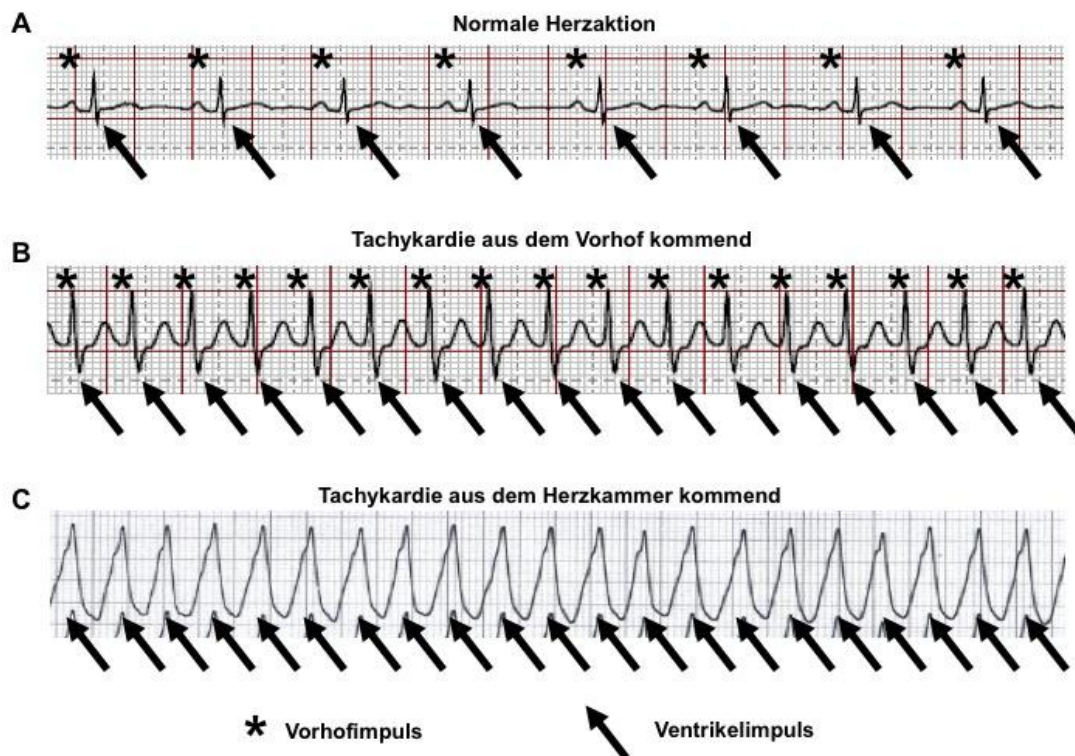 A
Normale Herzaktion
B
Tachykardie aus dem Vorhof kommend
C
Tachykardie aus dem Herzkammer kommend
* Vorhofimpuls
Ventrikelimpuls